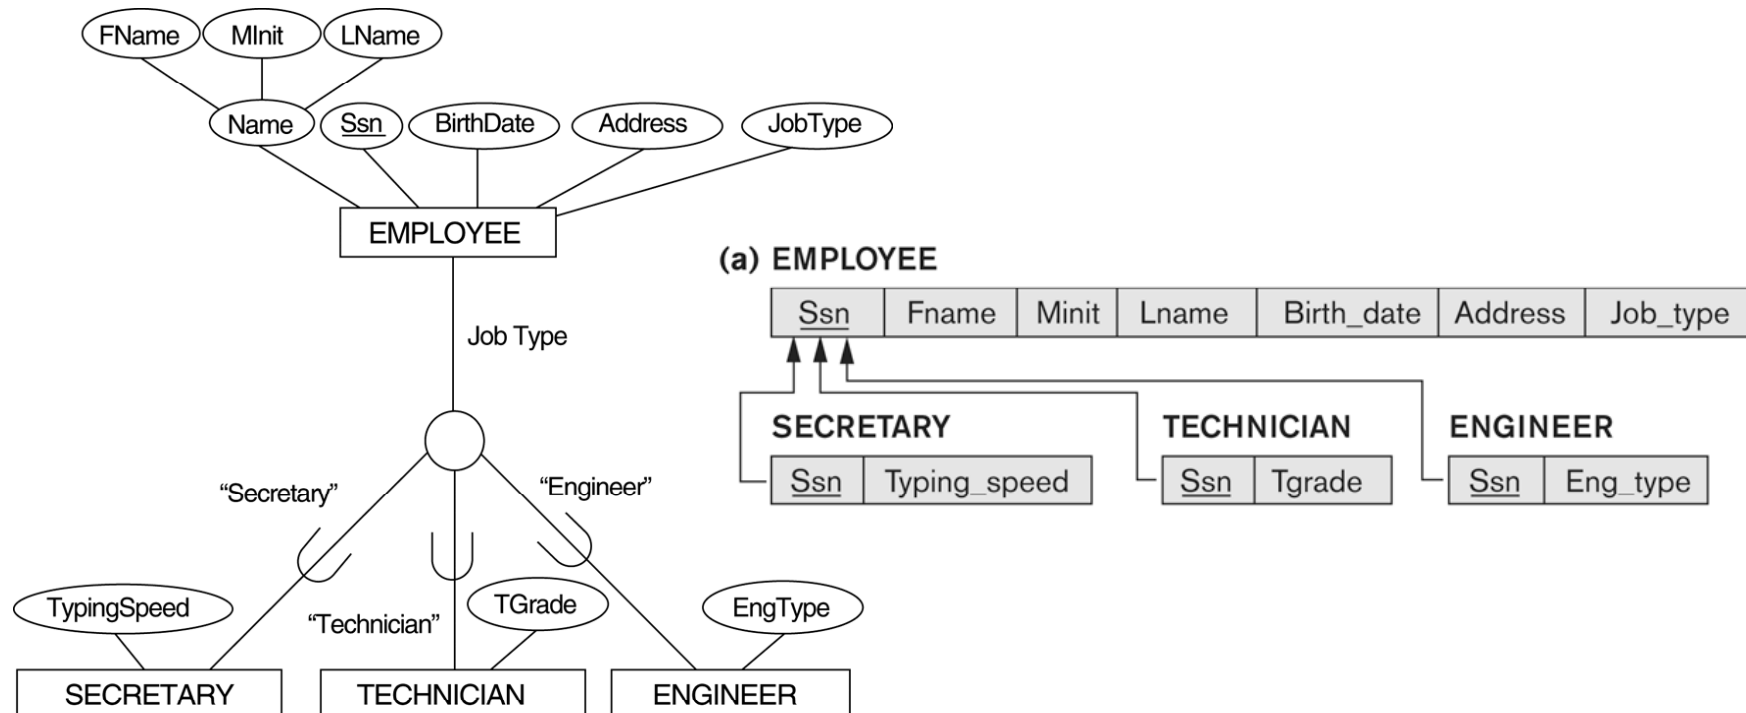 FName MInit LName
Name Ssn BirthDate Address JobType
EMPLOYEE
Job Type
“Secretary” “Engineer”
“Technician”
TypingSpeed TGrade EngType
SECRETARY TECHNICIAN ENGINEER
(a) EMPLOYEE
Ssn Fname Minit Lname Birth_date Address Job_type
SECRETARY TECHNICIAN ENGINEER
Ssn Typing_speed Ssn Tgrade Ssn Eng_type